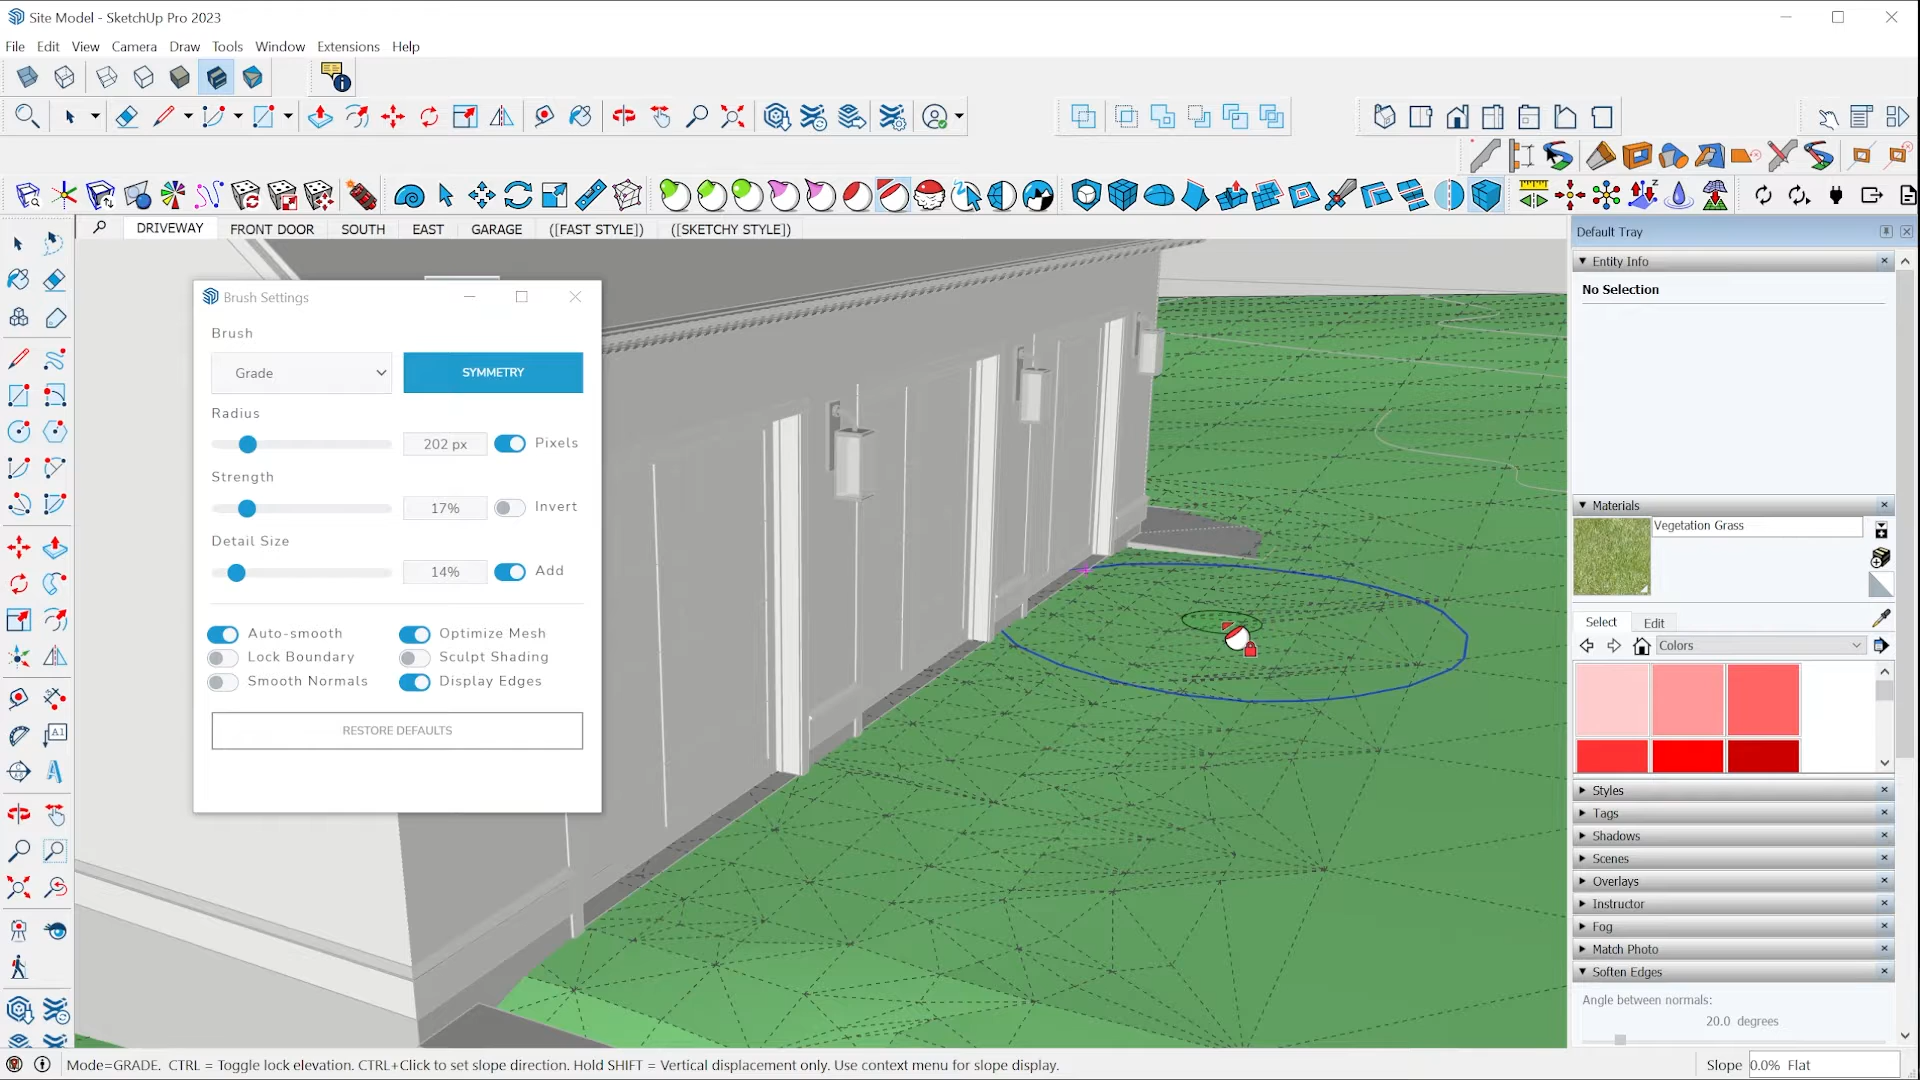 Site Model - SketchUp Pro 2023
File Edit View Camera Draw Tools Window Extensions Help
DRIVEWAY FRONT DOOR SOUTH EAST GARAGE ([FAST STYLE]) ([SKETCHY STYLE])
Brush Settings
Brush
Grade SYMMETRY
Radius
202 px Pixels
Strength
17% Invert
Detail Size
14% Add
Auto-smooth Optimize Mesh
Lock Boundary Sculpt Shading
Smooth Normals Display Edges
RESTORE DEFAULTS
Default Tray
Entity Info
No Selection
Materials
Vegetation Grass
Select Edit
Colors
Styles
Tags
Shadows
Scenes
Overlays
Instructor
Fog
Match Photo
Soften Edges
Angle between normals:
20.0 degrees
Mode=GRADE. CTRL = Toggle lock elevation. CTRL+Click to set slope direction. Hold SHIFT = Vertical displacement only. Use context menu for slope display.
Slope 0.0% Flat